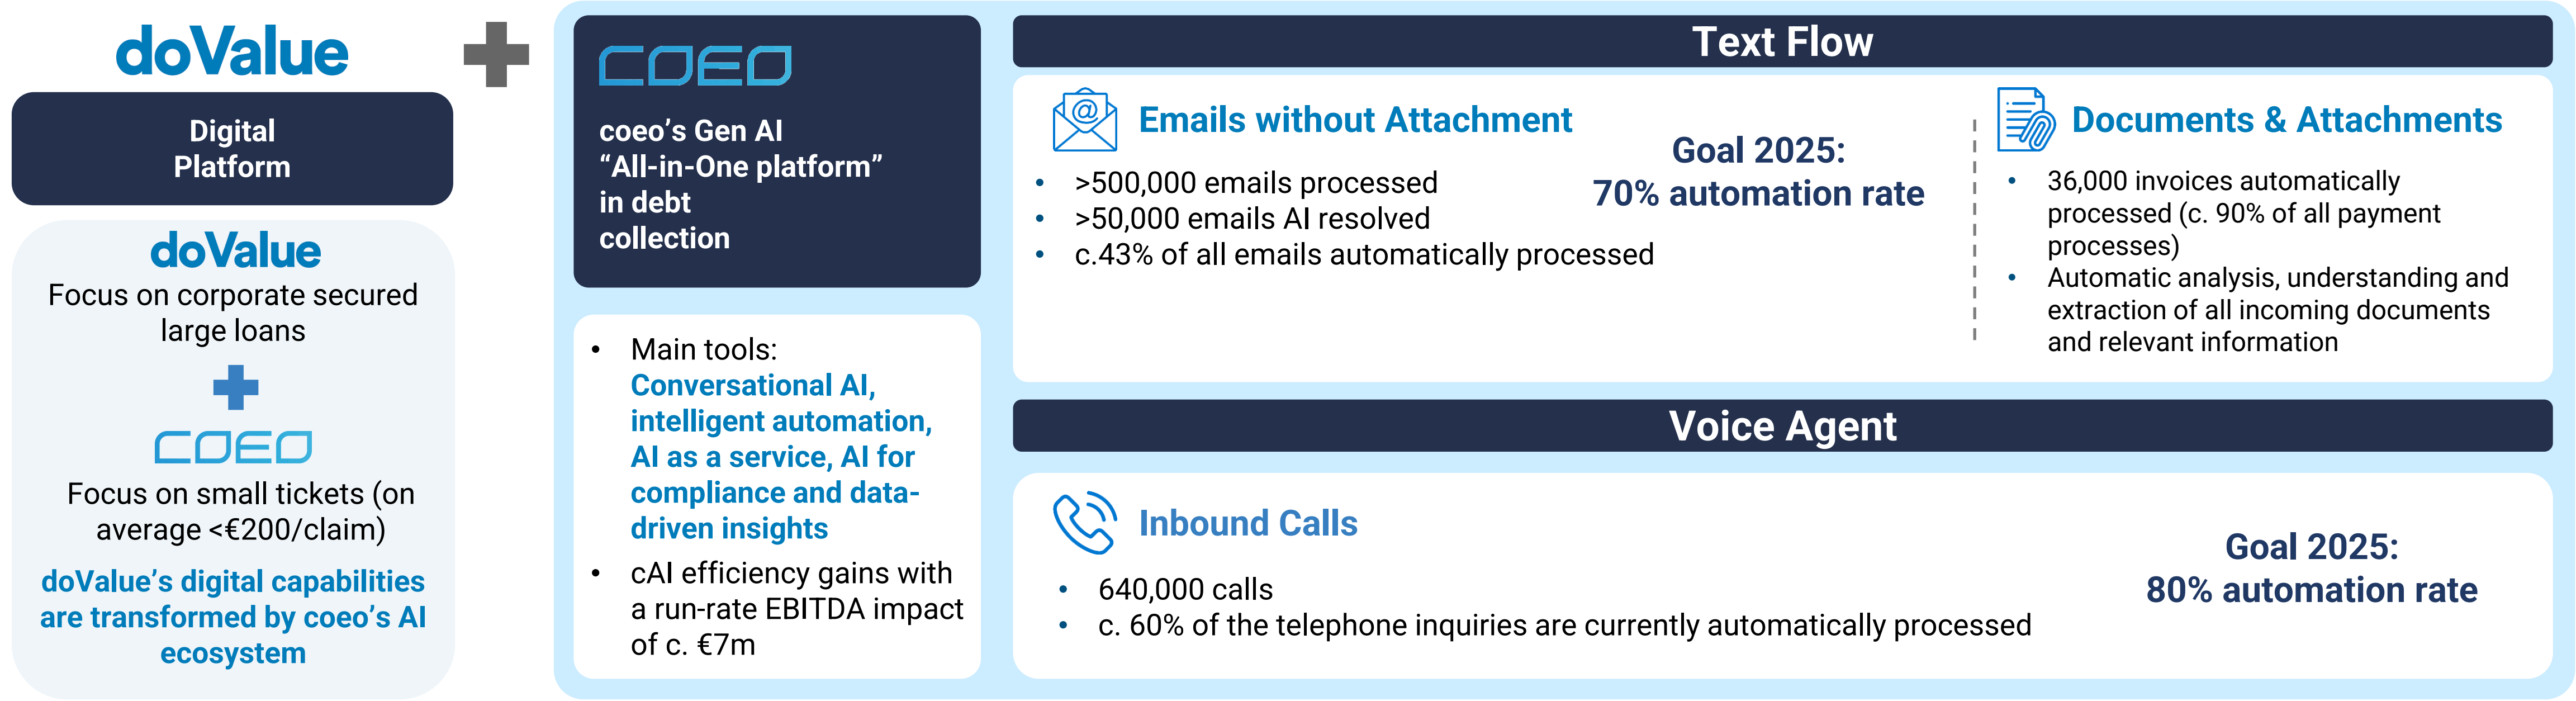 doValue
Digital
Platform
doValue
Focus on corporate secured
large loans
COEO
Focus on small tickets (on
average <€200/claim)
doValue’s digital capabilities
are transformed by coeo’s AI
ecosystem
COEO
coeo’s Gen AI
“All-in-One platform”
in debt
collection
• Main tools:
Conversational AI,
intelligent automation,
AI as a service, AI for
compliance and data-
driven insights
• cAI efficiency gains with
a run-rate EBITDA impact
of c. €7m
Text Flow
Emails without Attachment
• >500,000 emails processed
• >50,000 emails AI resolved
• c.43% of all emails automatically processed
Goal 2025:
70% automation rate
Documents & Attachments
• 36,000 invoices automatically
processed (c. 90% of all payment
processes)
• Automatic analysis, understanding and
extraction of all incoming documents
and relevant information
Voice Agent
Inbound Calls
• 640,000 calls
• c. 60% of the telephone inquiries are currently automatically processed
Goal 2025:
80% automation rate